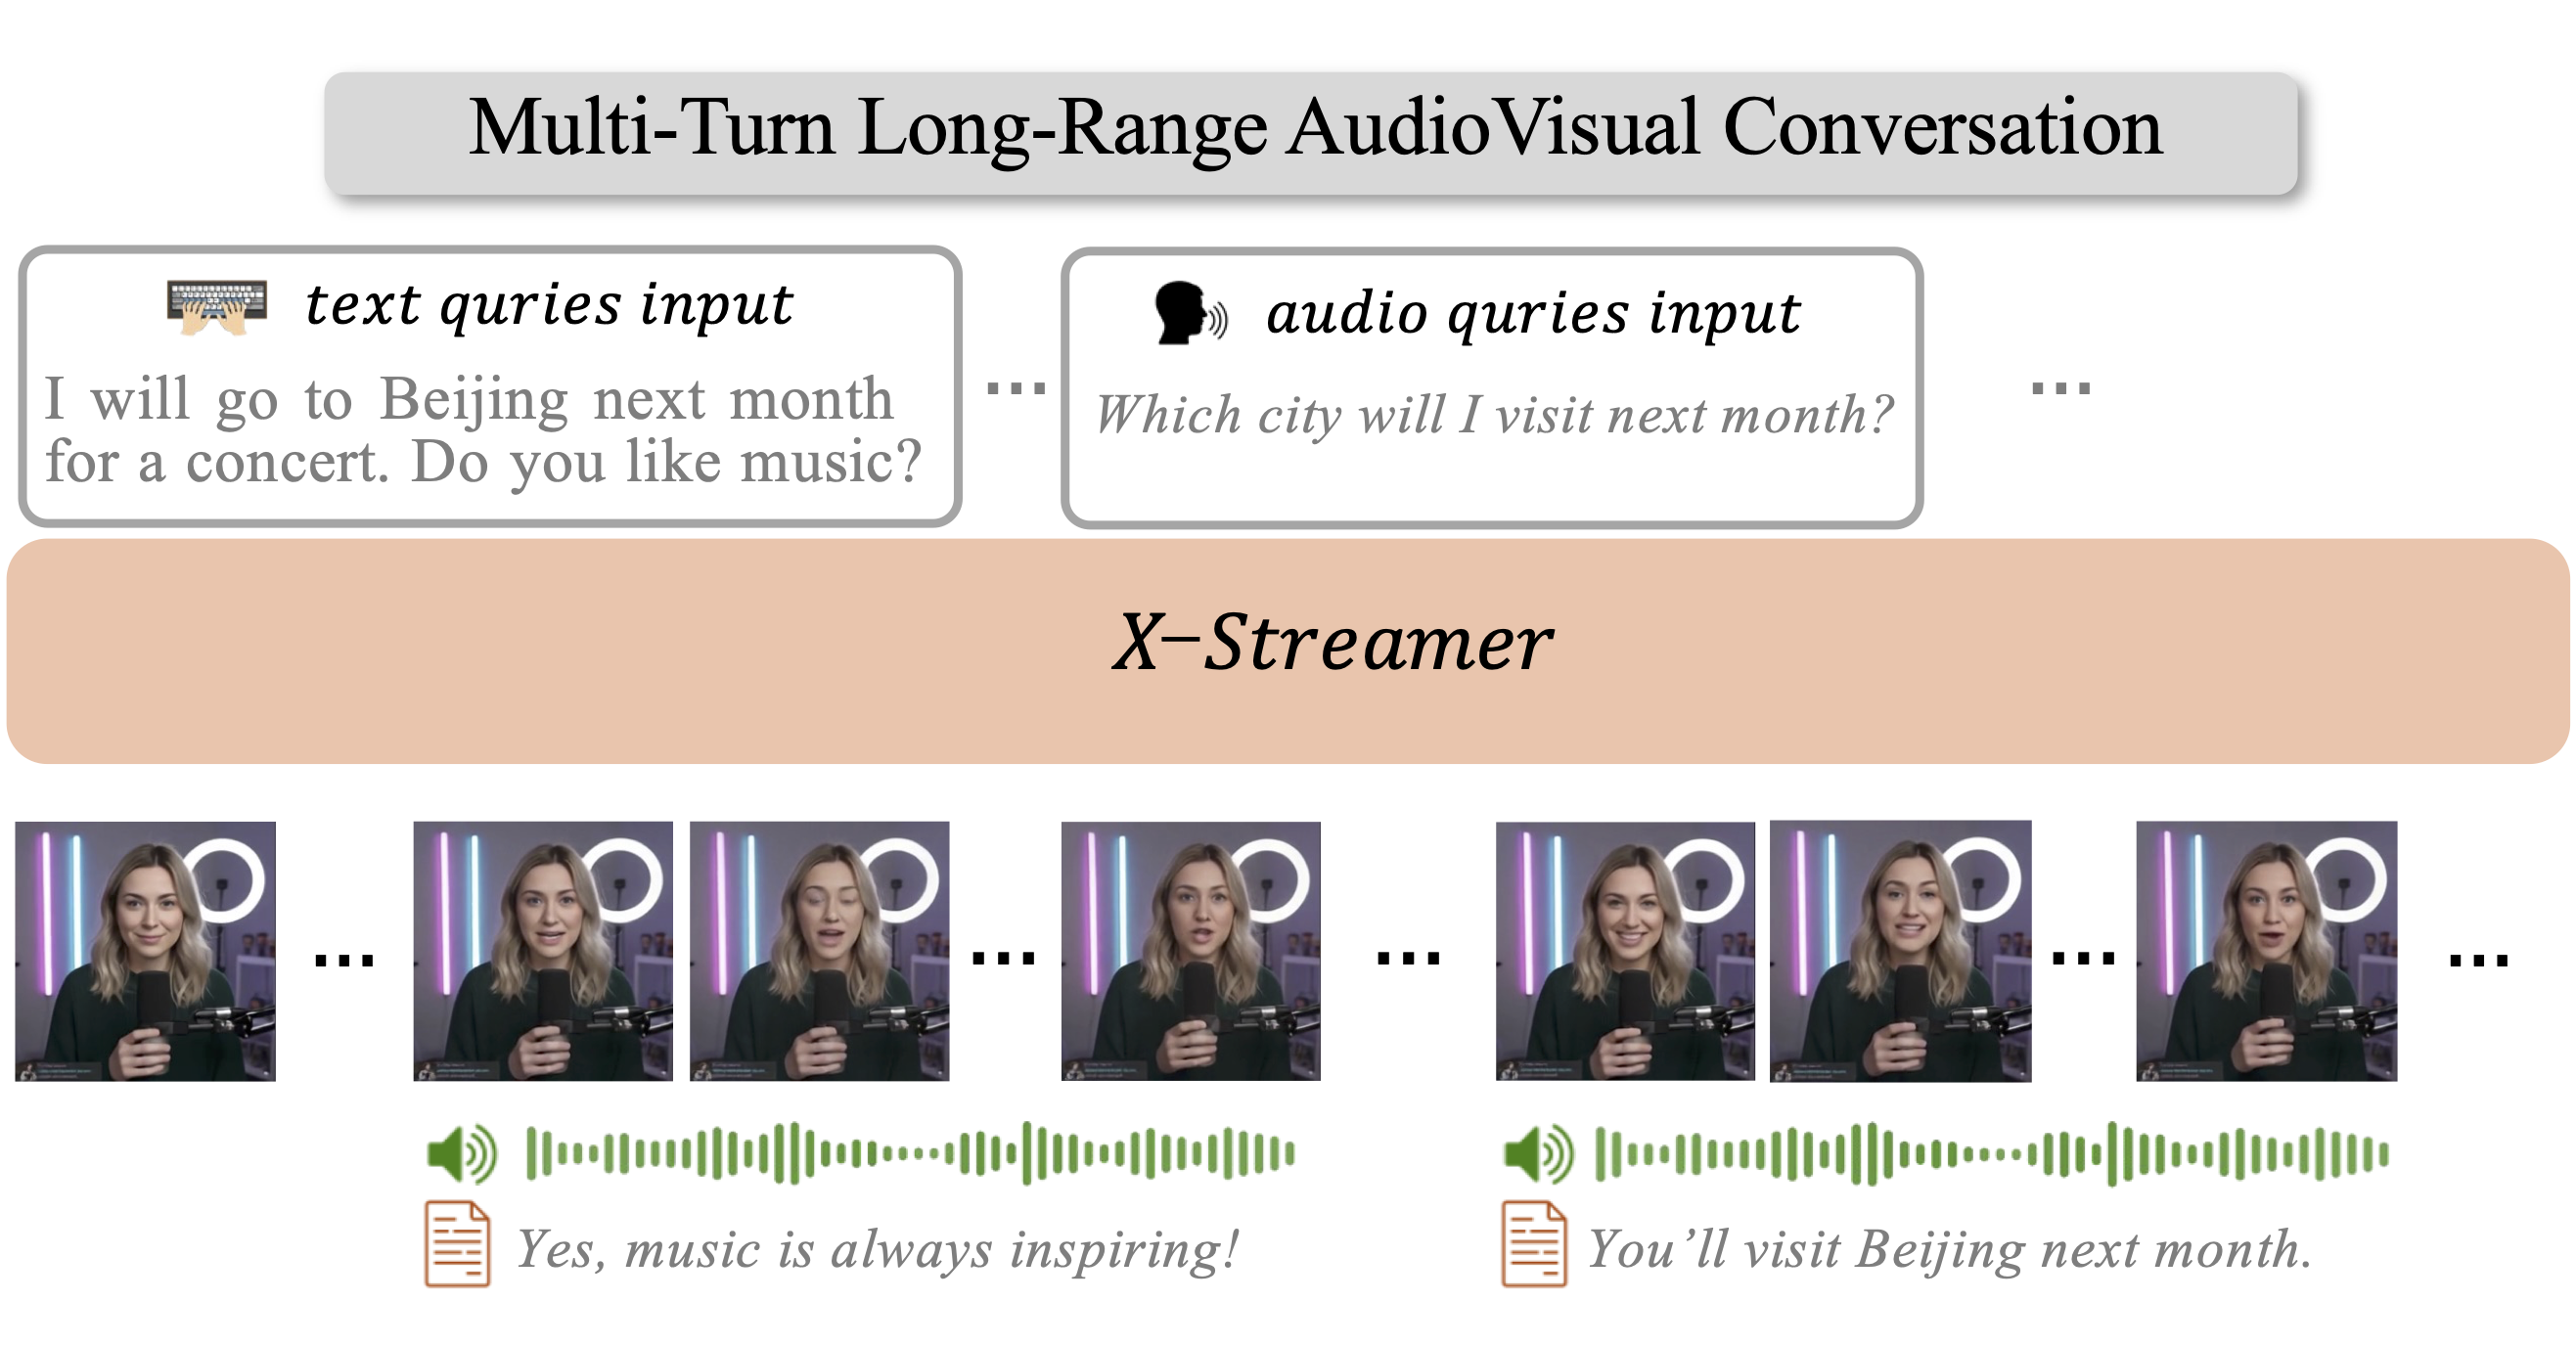 Multi-Turn Long-Range AudioVisual Conversation
text quries input
I will go to Beijing next month
for a concert. Do you like music?
...
audio quries input
Which city will I visit next month?
...
X−Streamer
...
...
...
...
...
Yes, music is always inspiring!
You’ll visit Beijing next month.